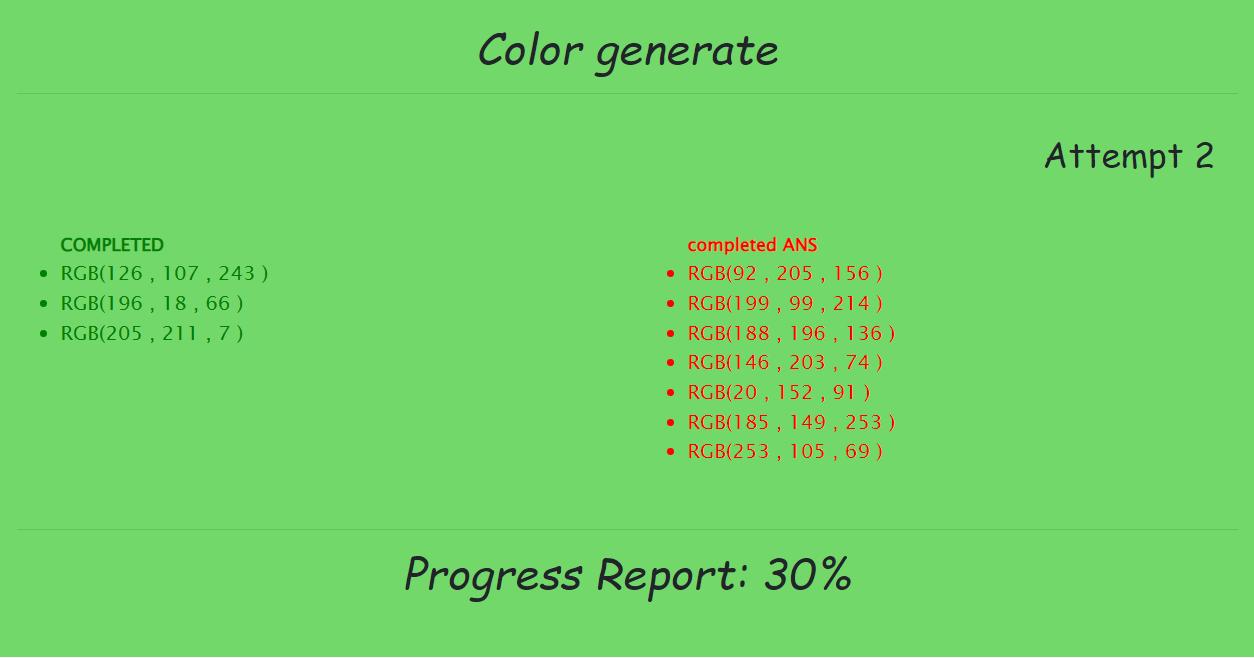 Color generate
Attempt 2
COMPLETED
RGB(126 , 107 , 243 )
RGB(196 , 18 , 66 )
RGB(205 , 211 , 7 )
completed ANS
RGB(92 , 205 , 156 )
RGB(199 , 99 , 214 )
RGB(188 , 196 , 136 )
RGB(146 , 203 , 74 )
RGB(20 , 152 , 91 )
RGB(185 , 149 , 253 )
RGB(253 , 105 , 69 )
Progress Report: 30%